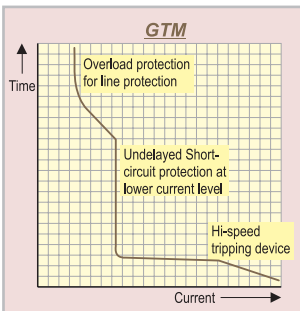 GTM
Time
Overload protection
for line protection
Undelayed Short-
circuit protection at
lower current level
Hi-speed
tripping device
Current